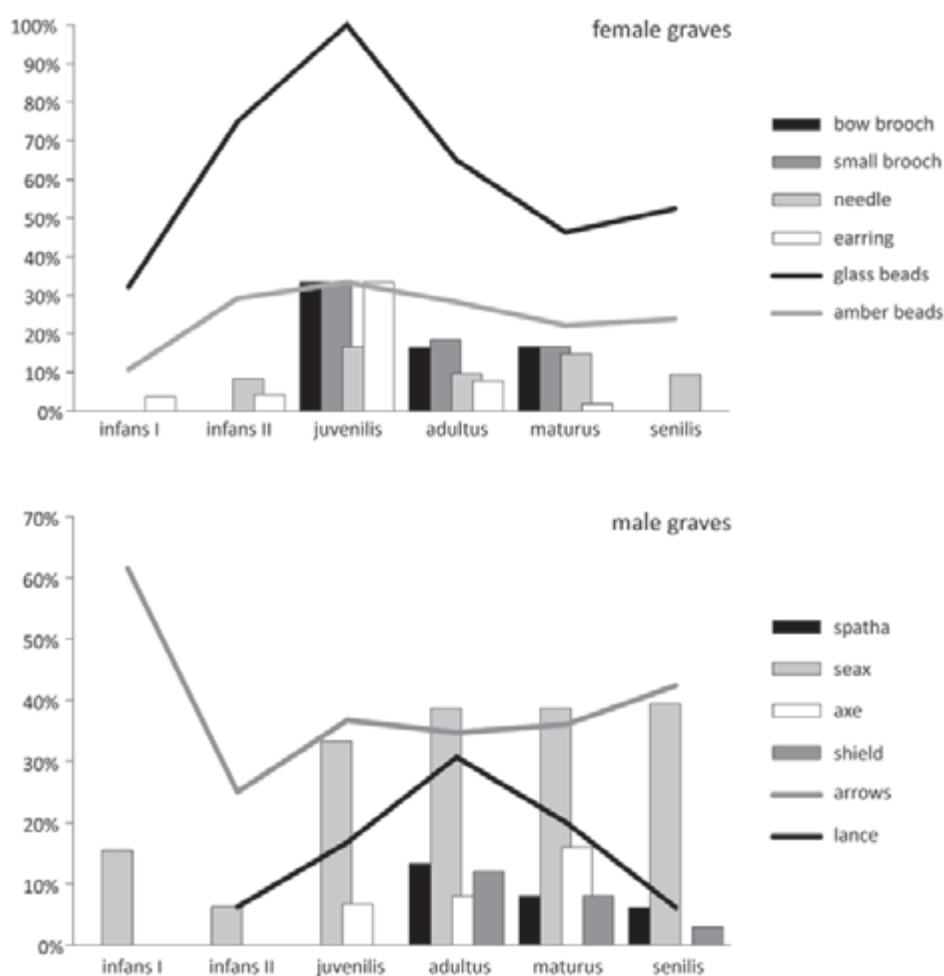 female graves
100%
90%
80%
70%
60%
50%
40%
30%
20%
10%
0%
infans I infans II juvenilis adultus maturus senilis
bow brooch
small brooch
needle
earring
glass beads
amber beads
male graves
70%
60%
50%
40%
30%
20%
10%
0%
infans I infans II juvenilis adultus maturus senilis
spatha
seax
axe
shield
arrows
lance